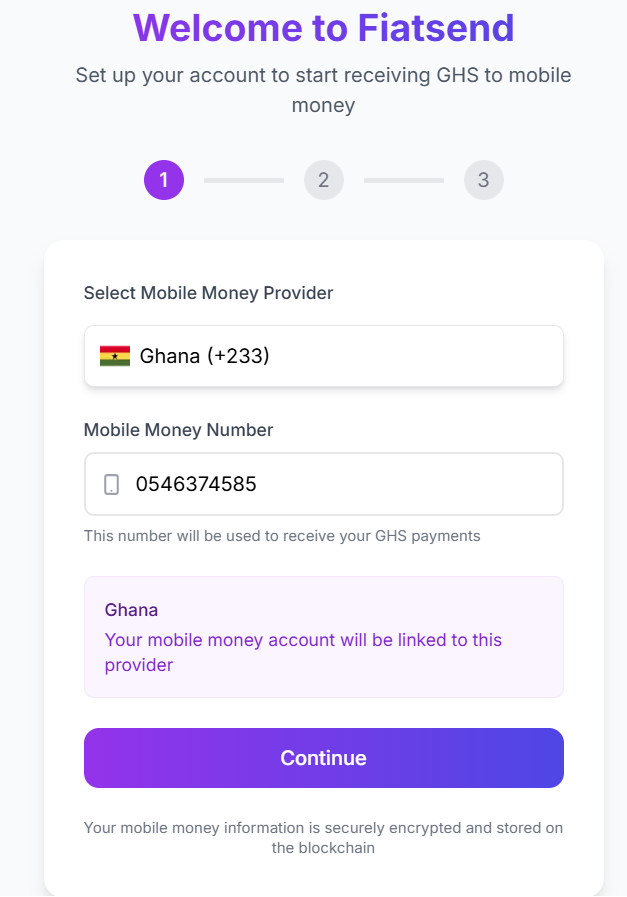 Welcome to Fiatsend
Set up your account to start receiving GHS to mobile
money
1
2
3
Select Mobile Money Provider
Ghana (+233)
Mobile Money Number
0546374585
This number will be used to receive your GHS payments
Ghana
Your mobile money account will be linked to this
provider
Continue
Your mobile money information is securely encrypted and stored on
the blockchain